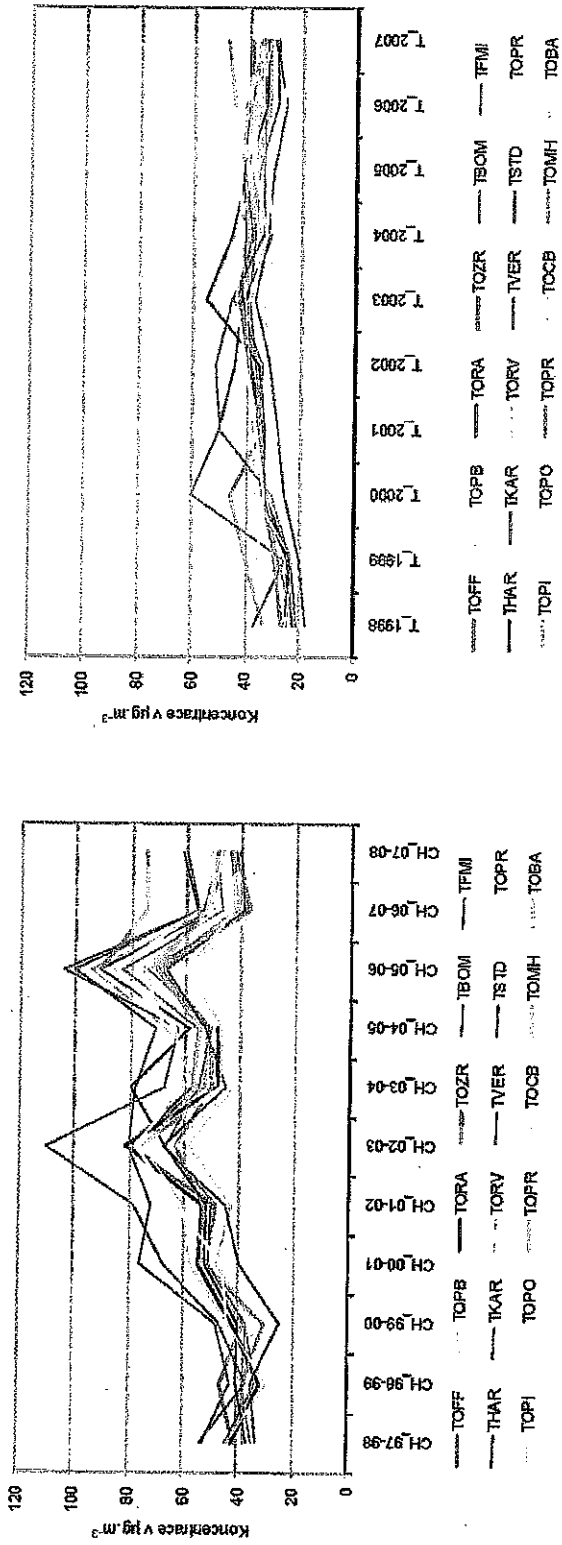 120
100
80
60
40
20
0
Koncentrace v µg.m⁻³
CH_97-98 CH_98-99 CH_99-00 CH_00-01 CH_01-02 CH_02-03 CH_03-04 CH_04-05 CH_05-06 CH_06-07 CH_07-08
TOFF TOPB TORA TOZR TBOM TFMI
THAR TKAR TORV TVER TSTD TOPR
TOPI TOPO TOPR TOCB TOMH TOBA
120
100
80
60
40
20
0
Koncentrace v µg.m⁻³
T_1998 T_1999 T_2000 T_2001 T_2002 T_2003 T_2004 T_2005 T_2006 T_2007
TOFF TOPB TORA TOZR TBOM TFMI
THAR TKAR TORV TVER TSTD TOPR
TOPI TOPO TOPR TOCB TOMH TOBA